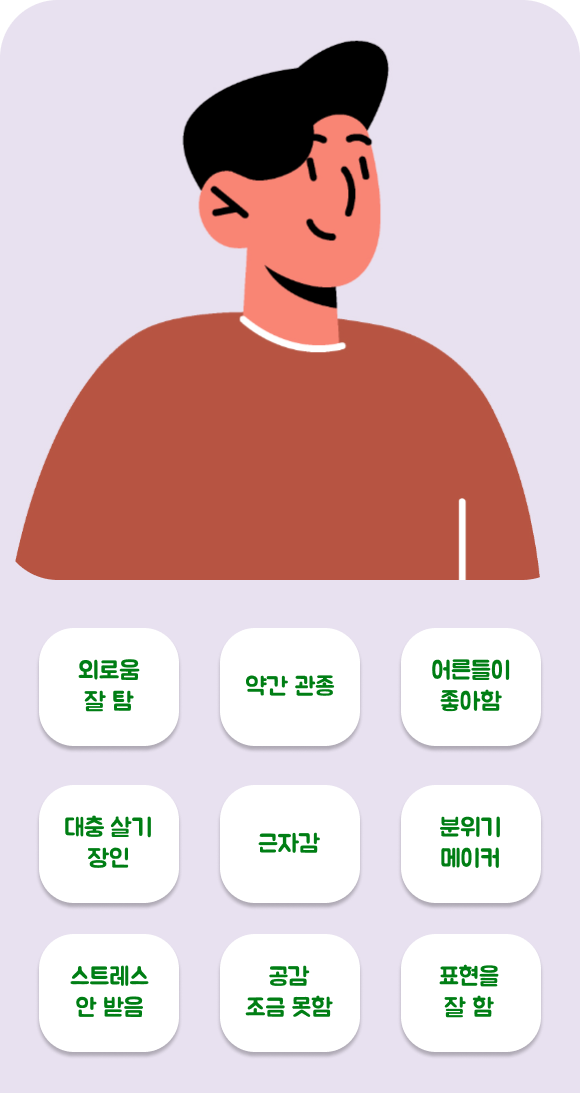 외로움
잘 탐
약간 관종
어른들이
좋아함
대충 살기
장인
근자감
분위기
메이커
스트레스
안 받음
공감
조금 못함
표현을
잘 함